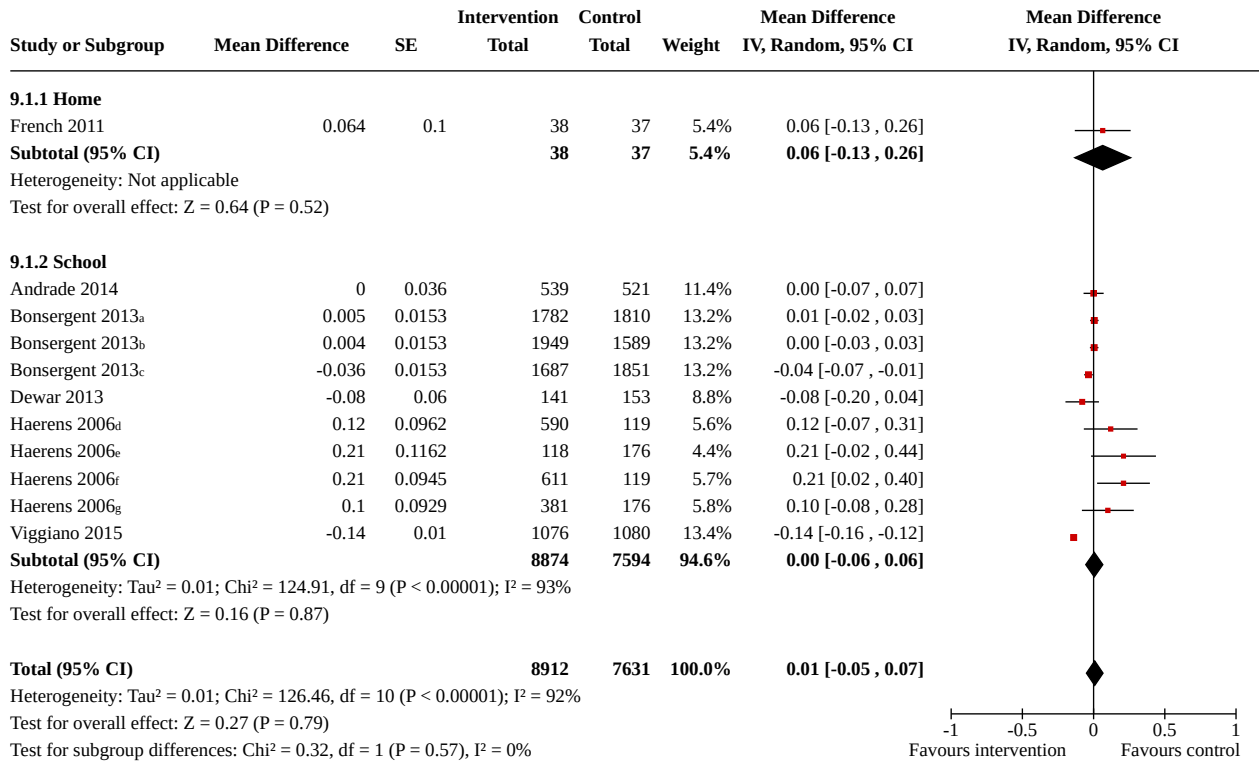 Intervention Control Mean Difference Mean Difference
Study or Subgroup Mean Difference SE Total Total Weight IV, Random, 95% CI IV, Random, 95% CI
9.1.1 Home
French 2011 0.064 0.1 38 37 5.4% 0.06 [-0.13 , 0.26]
Subtotal (95% CI) 38 37 5.4% 0.06 [-0.13 , 0.26]
Heterogeneity: Not applicable
Test for overall effect: Z = 0.64 (P = 0.52)
9.1.2 School
Andrade 2014 0 0.036 539 521 11.4% 0.00 [-0.07 , 0.07]
Bonsergent 2013a 0.005 0.0153 1782 1810 13.2% 0.01 [-0.02 , 0.03]
Bonsergent 2013b 0.004 0.0153 1949 1589 13.2% 0.00 [-0.03 , 0.03]
Bonsergent 2013c -0.036 0.0153 1687 1851 13.2% -0.04 [-0.07 , -0.01]
Dewar 2013 -0.08 0.06 141 153 8.8% -0.08 [-0.20 , 0.04]
Haerens 2006d 0.12 0.0962 590 119 5.6% 0.12 [-0.07 , 0.31]
Haerens 2006e 0.21 0.1162 118 176 4.4% 0.21 [-0.02 , 0.44]
Haerens 2006f 0.21 0.0945 611 119 5.7% 0.21 [0.02 , 0.40]
Haerens 2006g 0.1 0.0929 381 176 5.8% 0.10 [-0.08 , 0.28]
Viggiano 2015 -0.14 0.01 1076 1080 13.4% -0.14 [-0.16 , -0.12]
Subtotal (95% CI) 8874 7594 94.6% 0.00 [-0.06 , 0.06]
Heterogeneity: Tau² = 0.01; Chi² = 124.91, df = 9 (P < 0.00001); I² = 93%
Test for overall effect: Z = 0.16 (P = 0.87)
Total (95% CI) 8912 7631 100.0% 0.01 [-0.05 , 0.07]
Heterogeneity: Tau² = 0.01; Chi² = 126.46, df = 10 (P < 0.00001); I² = 92%
Test for overall effect: Z = 0.27 (P = 0.79)
Test for subgroup differences: Chi² = 0.32, df = 1 (P = 0.57), I² = 0%
-1 -0.5 0 0.5 1
Favours intervention Favours control